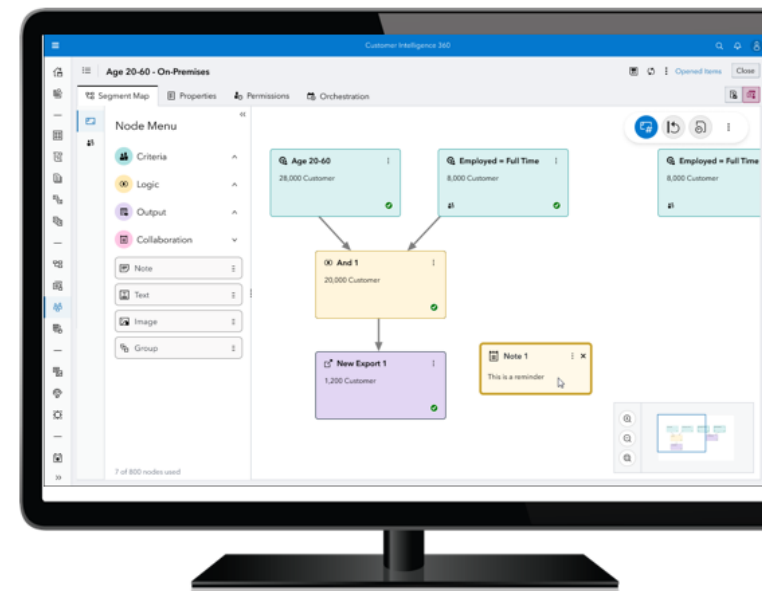 Customer Intelligence 360
Age 20-60 - On-Premises
Opened items
Close
Segment Map
Properties
Permissions
Orchestration
Node Menu
Criteria
Logic
Output
Collaboration
Note
Text
Image
Group
7 of 800 nodes used
Age 20-60
28,000 Customer
Employed = Full Time
8,000 Customer
Employed = Full Time
8,000 Customer
And 1
20,000 Customer
New Export 1
1,200 Customer
Note 1
This is a reminder